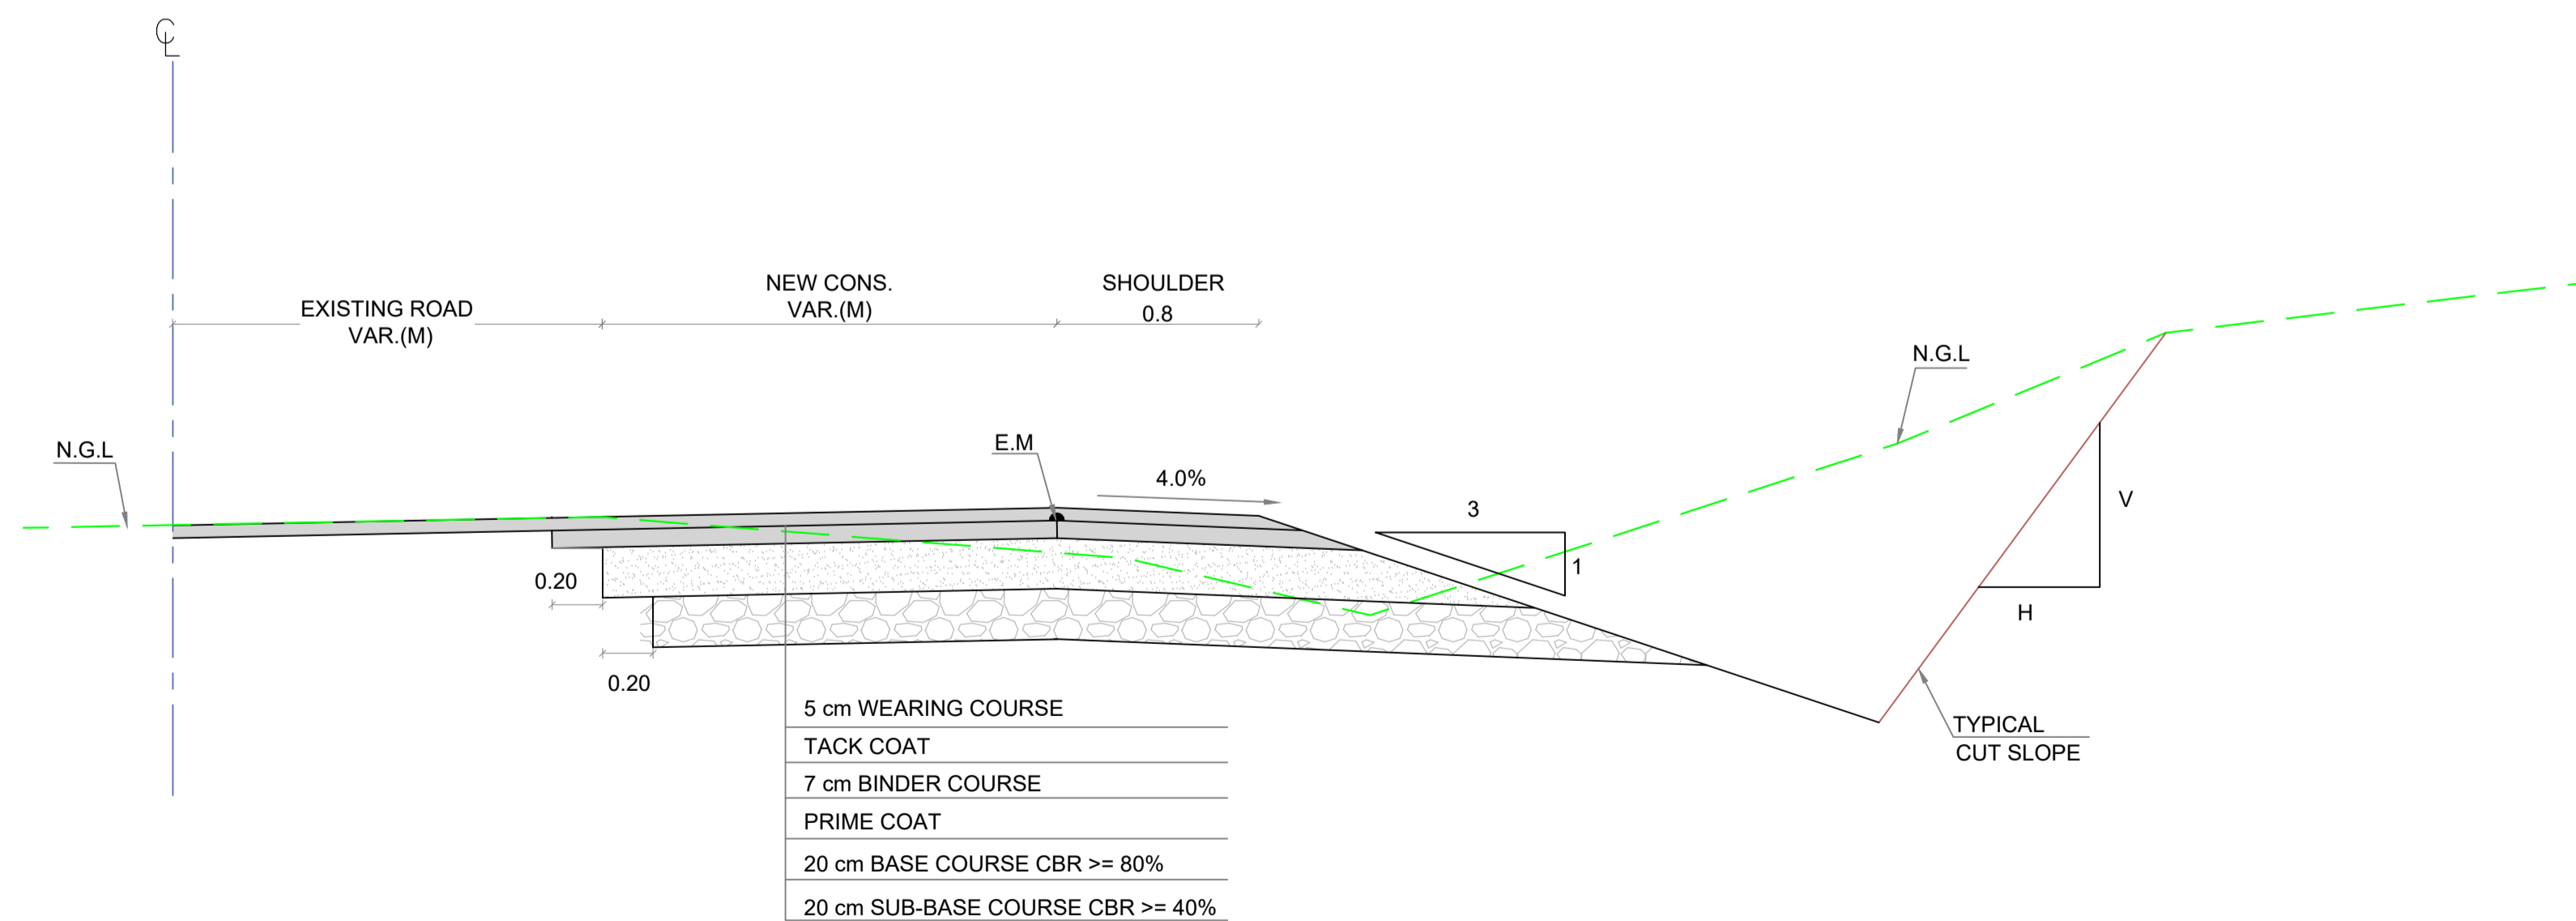 ℄
EXISTING ROAD
VAR.(M)
NEW CONS.
VAR.(M)
SHOULDER
0.8
N.G.L
N.G.L
E.M
4.0%
3
1
V
H
0.20
0.20
TYPICAL
CUT SLOPE
5 cm WEARING COURSE
TACK COAT
7 cm BINDER COURSE
PRIME COAT
20 cm BASE COURSE CBR >= 80%
20 cm SUB-BASE COURSE CBR >= 40%